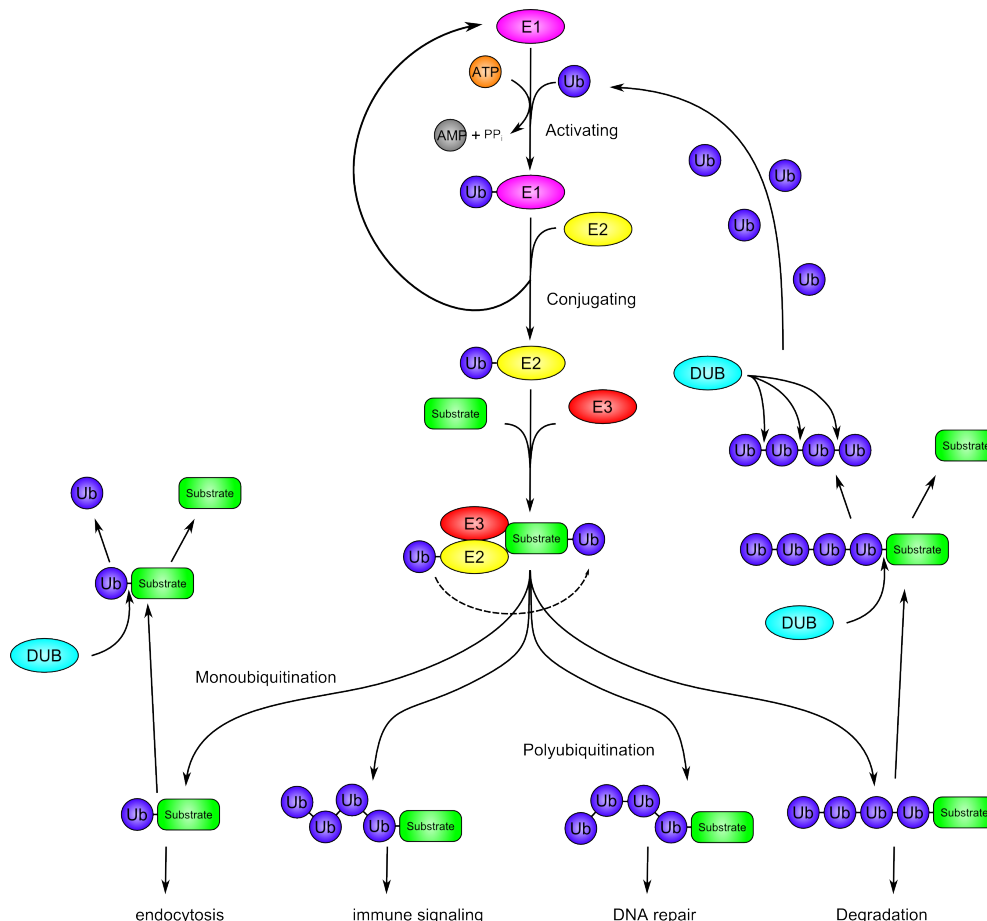 E1
ATP
Ub
AMP + PPi
Activating
Ub
Ub
Ub E1
Ub
E2
Ub
Conjugating
Ub E2
DUB
Substrate
E3
Ub Ub Ub Ub
Substrate
Ub
Substrate
E3
Substrate
Ub
Ub
E2
Ub Ub Ub Ub Substrate
Ub Substrate
DUB
DUB
Monoubiquitination
Polyubiquitination
Ub Substrate
Ub Ub Ub Ub Substrate
Ub Ub Ub Ub Substrate
Ub Ub Ub Ub Substrate
endocytosis
immune signaling
DNA repair
Degradation